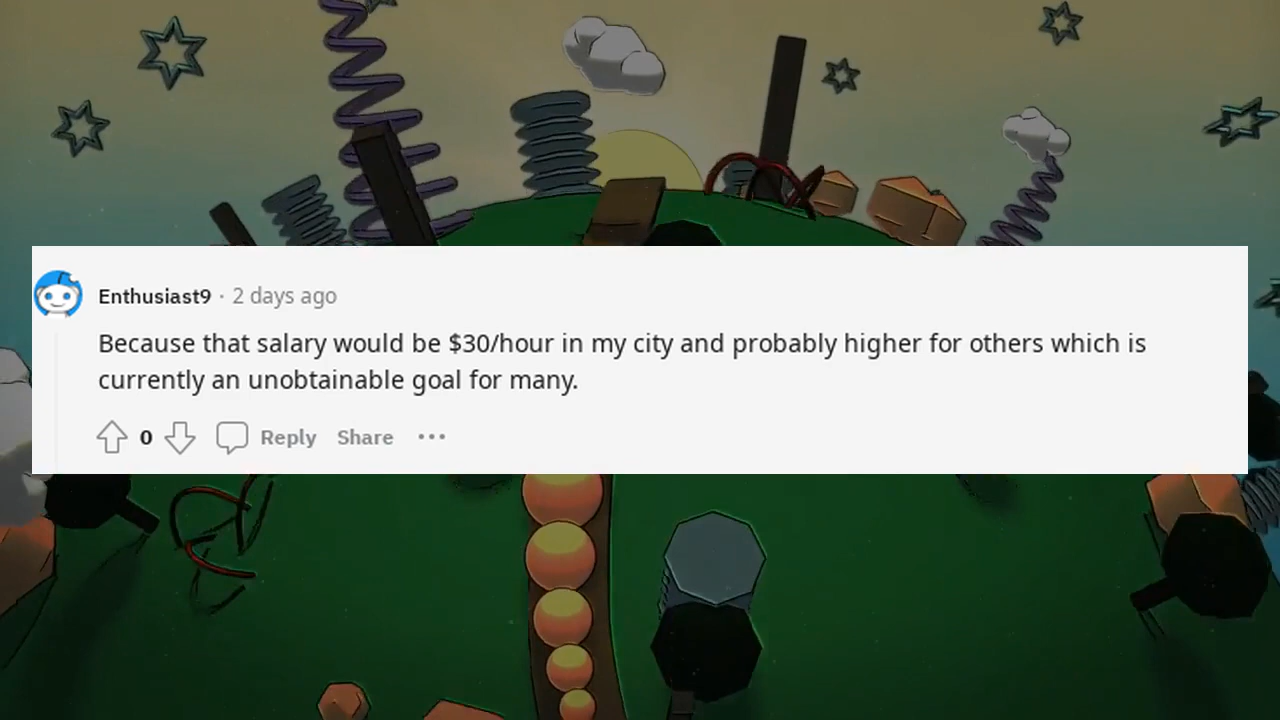 Enthusiast9 · 2 days ago
Because that salary would be $30/hour in my city and probably higher for others which is
currently an unobtainable goal for many.
0 Reply Share •••